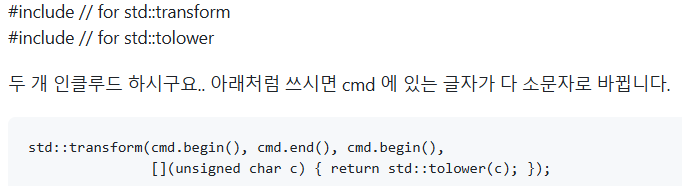 #include // for std::transform
#include // for std::tolower
두 개 인클루드 하시구요.. 아래처럼 쓰시면 cmd 에 있는 글자가 다 소문자로 바뀝니다.
std::transform(cmd.begin(), cmd.end(), cmd.begin(),
[](unsigned char c) { return std::tolower(c); });